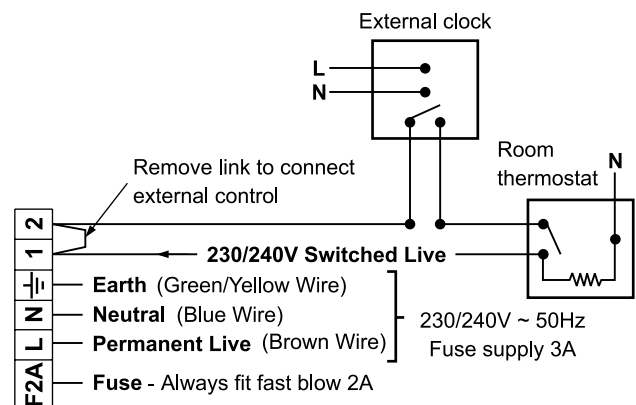 External clock
L
N
Room
thermostat
N
Remove link to connect
external control
2
1
230/240V Switched Live
Earth (Green/Yellow Wire)
N
Neutral (Blue Wire)
L
Permanent Live (Brown Wire)
230/240V ~ 50Hz
Fuse supply 3A
F2A
Fuse - Always fit fast blow 2A